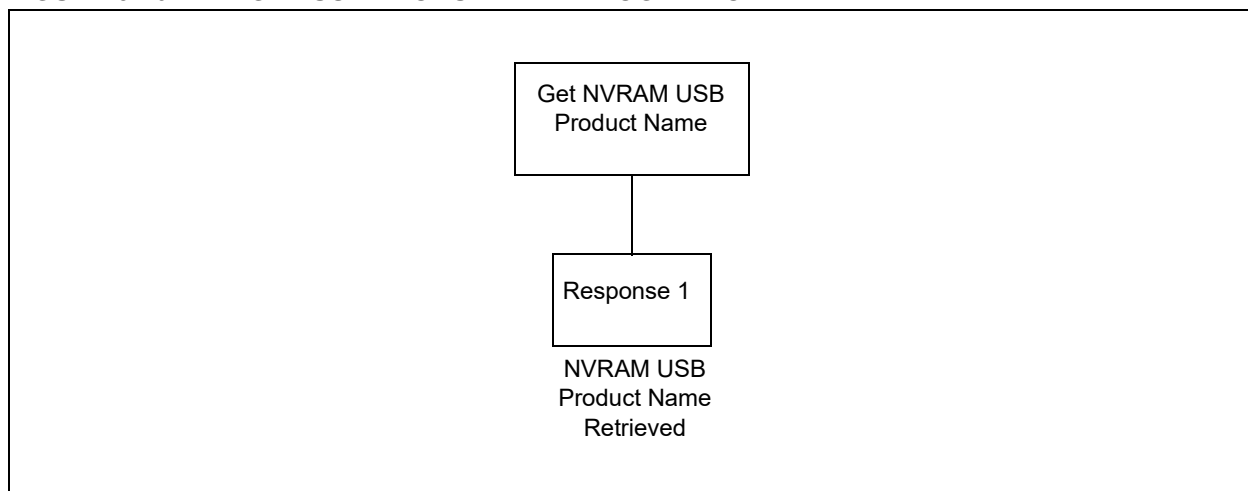 Get NVRAM USB
Product Name
Response 1
NVRAM USB
Product Name
Retrieved